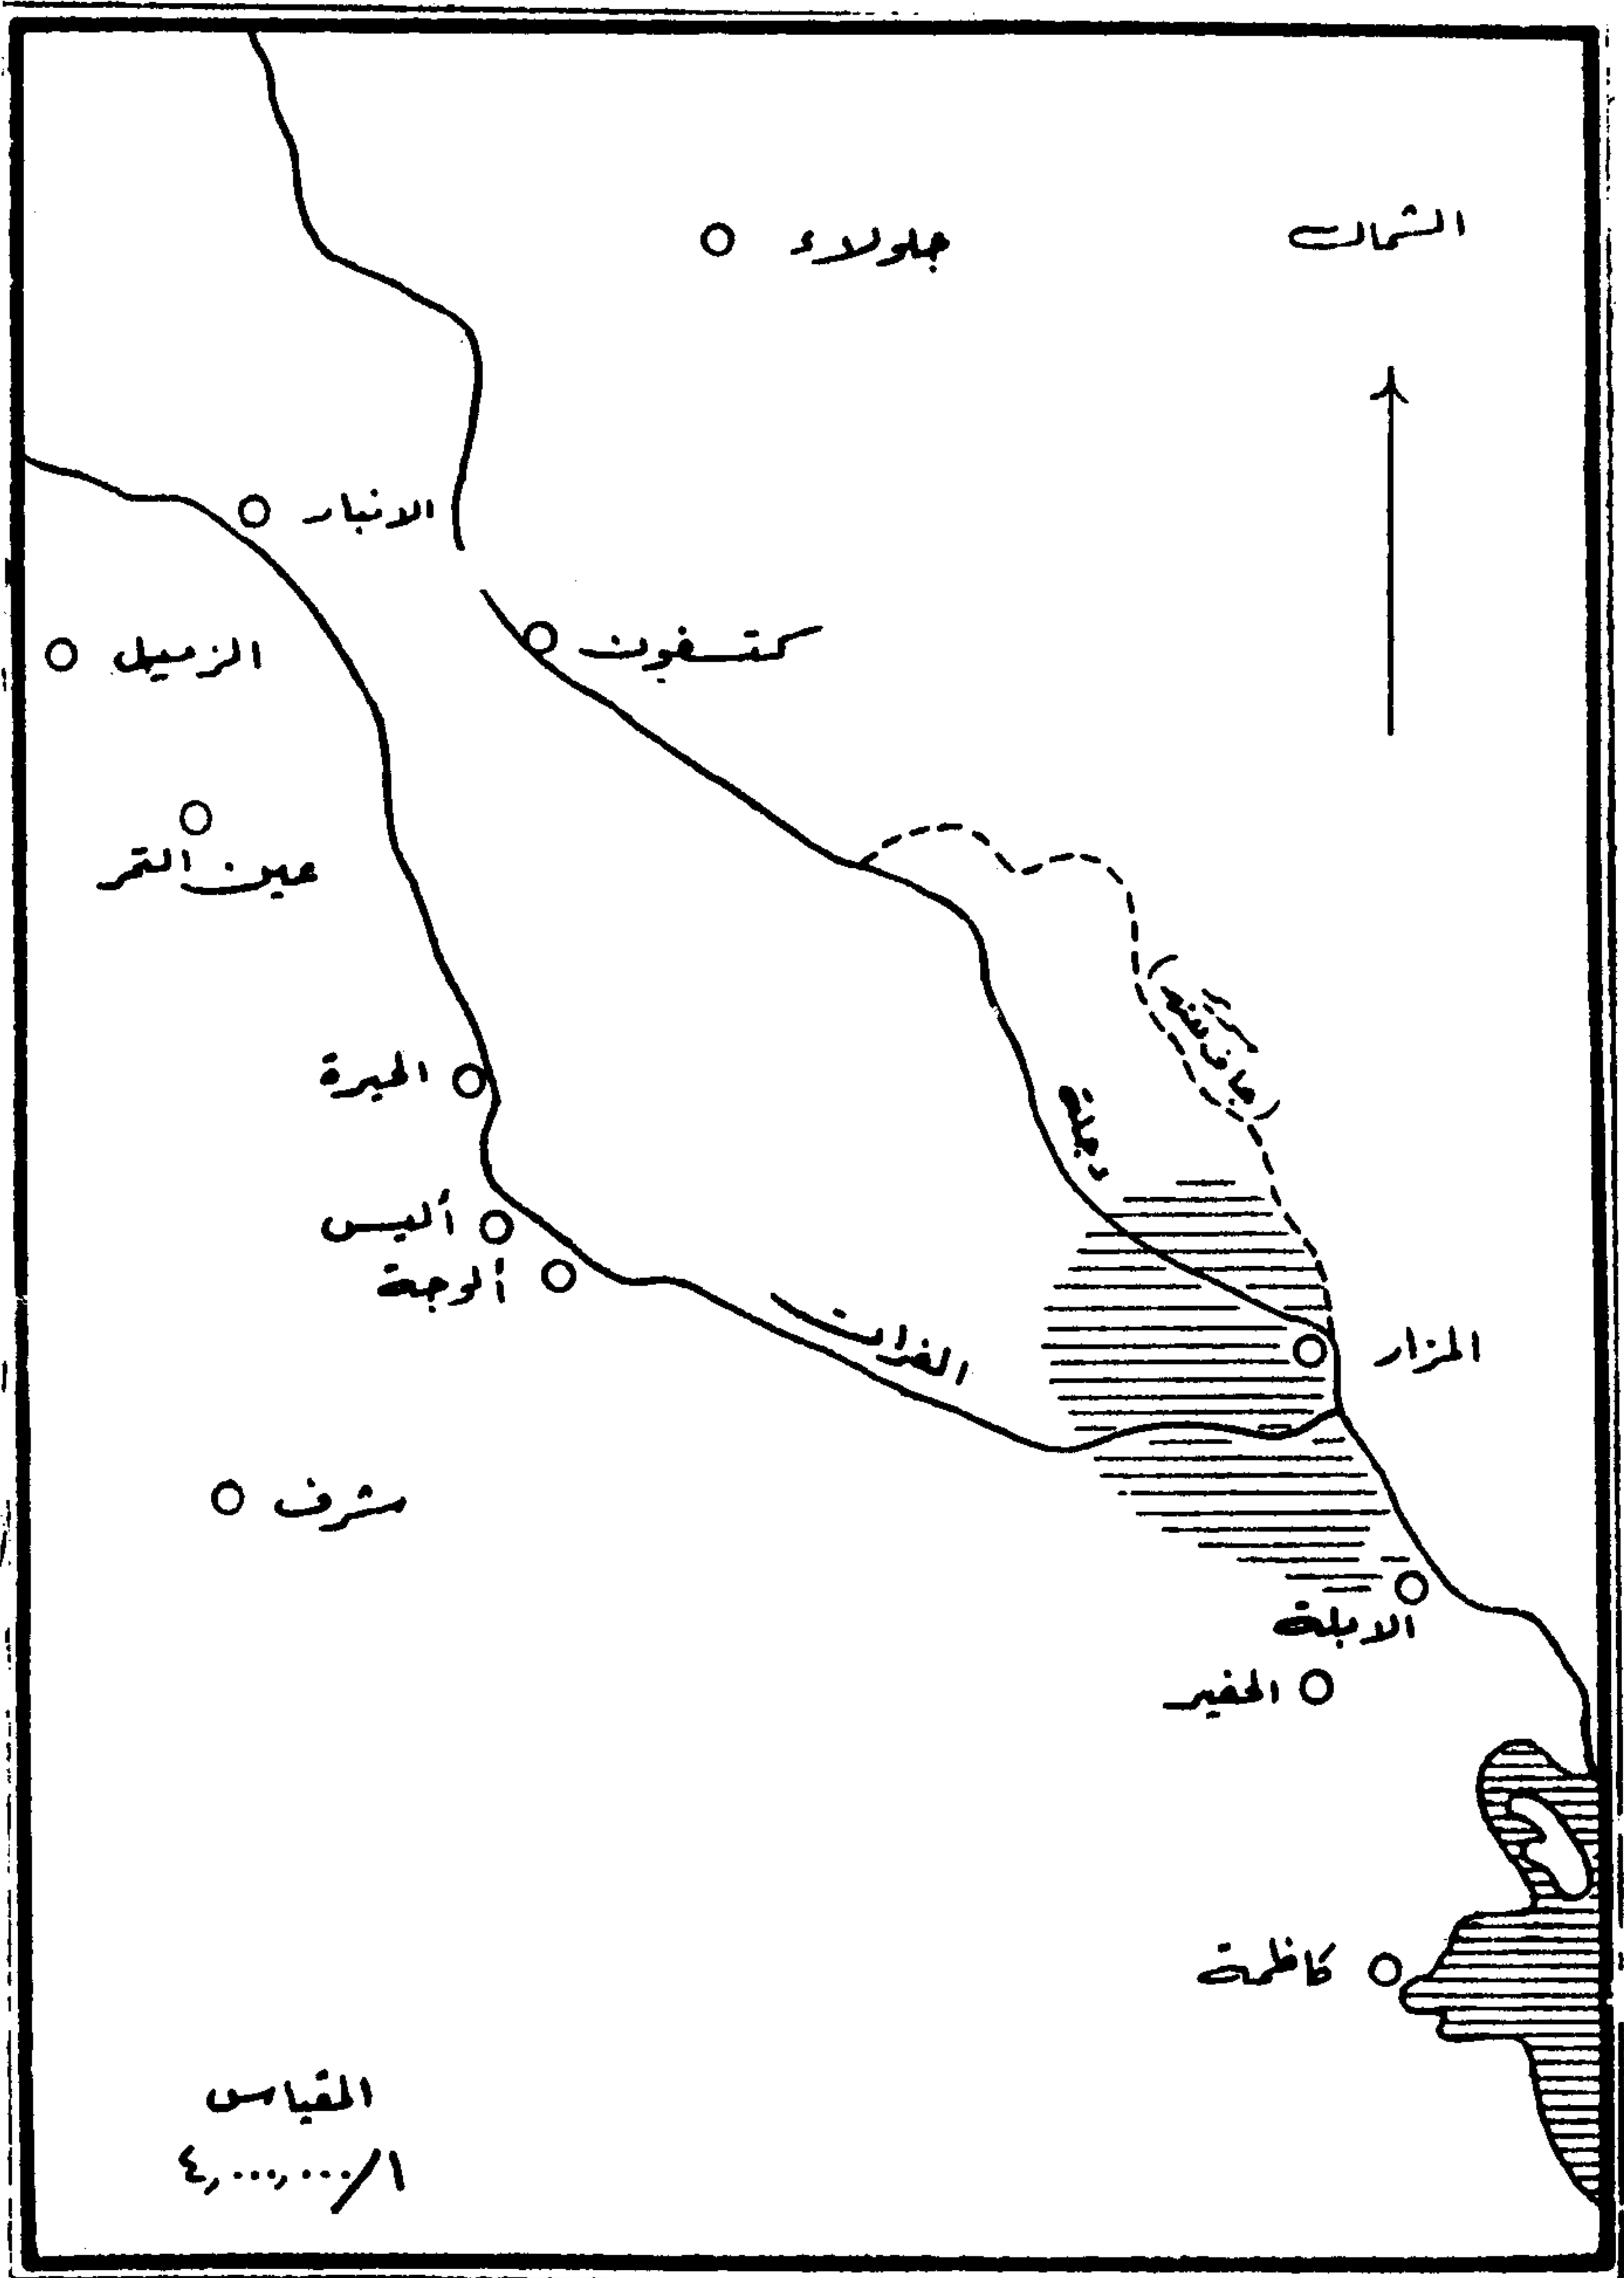 الشمال
جلولاء
الانبار
كتسفون
الزميل
عين التمر
دجلة
الحيرة
أليس
ألوجة
الفرات
المزار
مشرف
الابلة
الحفير
كاظمة
المقياس
١/٤,٠٠٠,٠٠٠